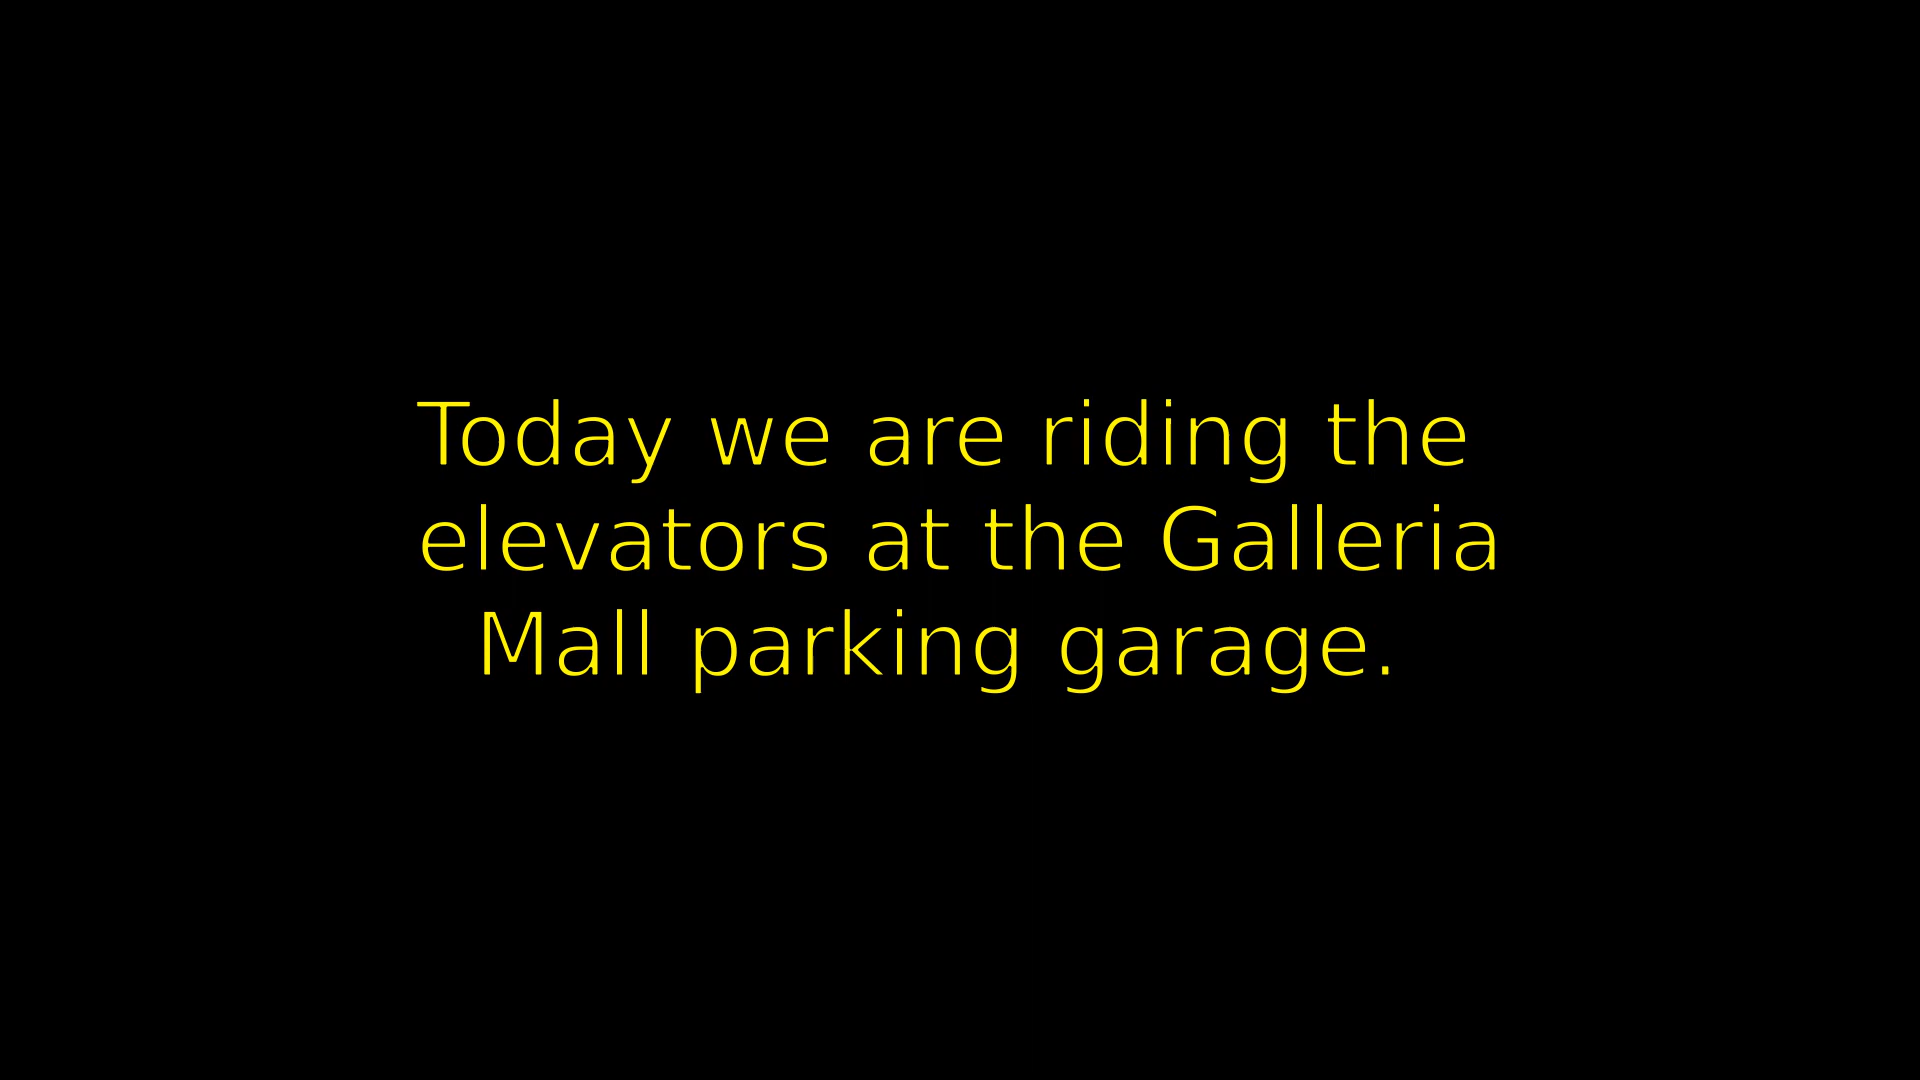 Today we are riding the
elevators at the Galleria
Mall parking garage.